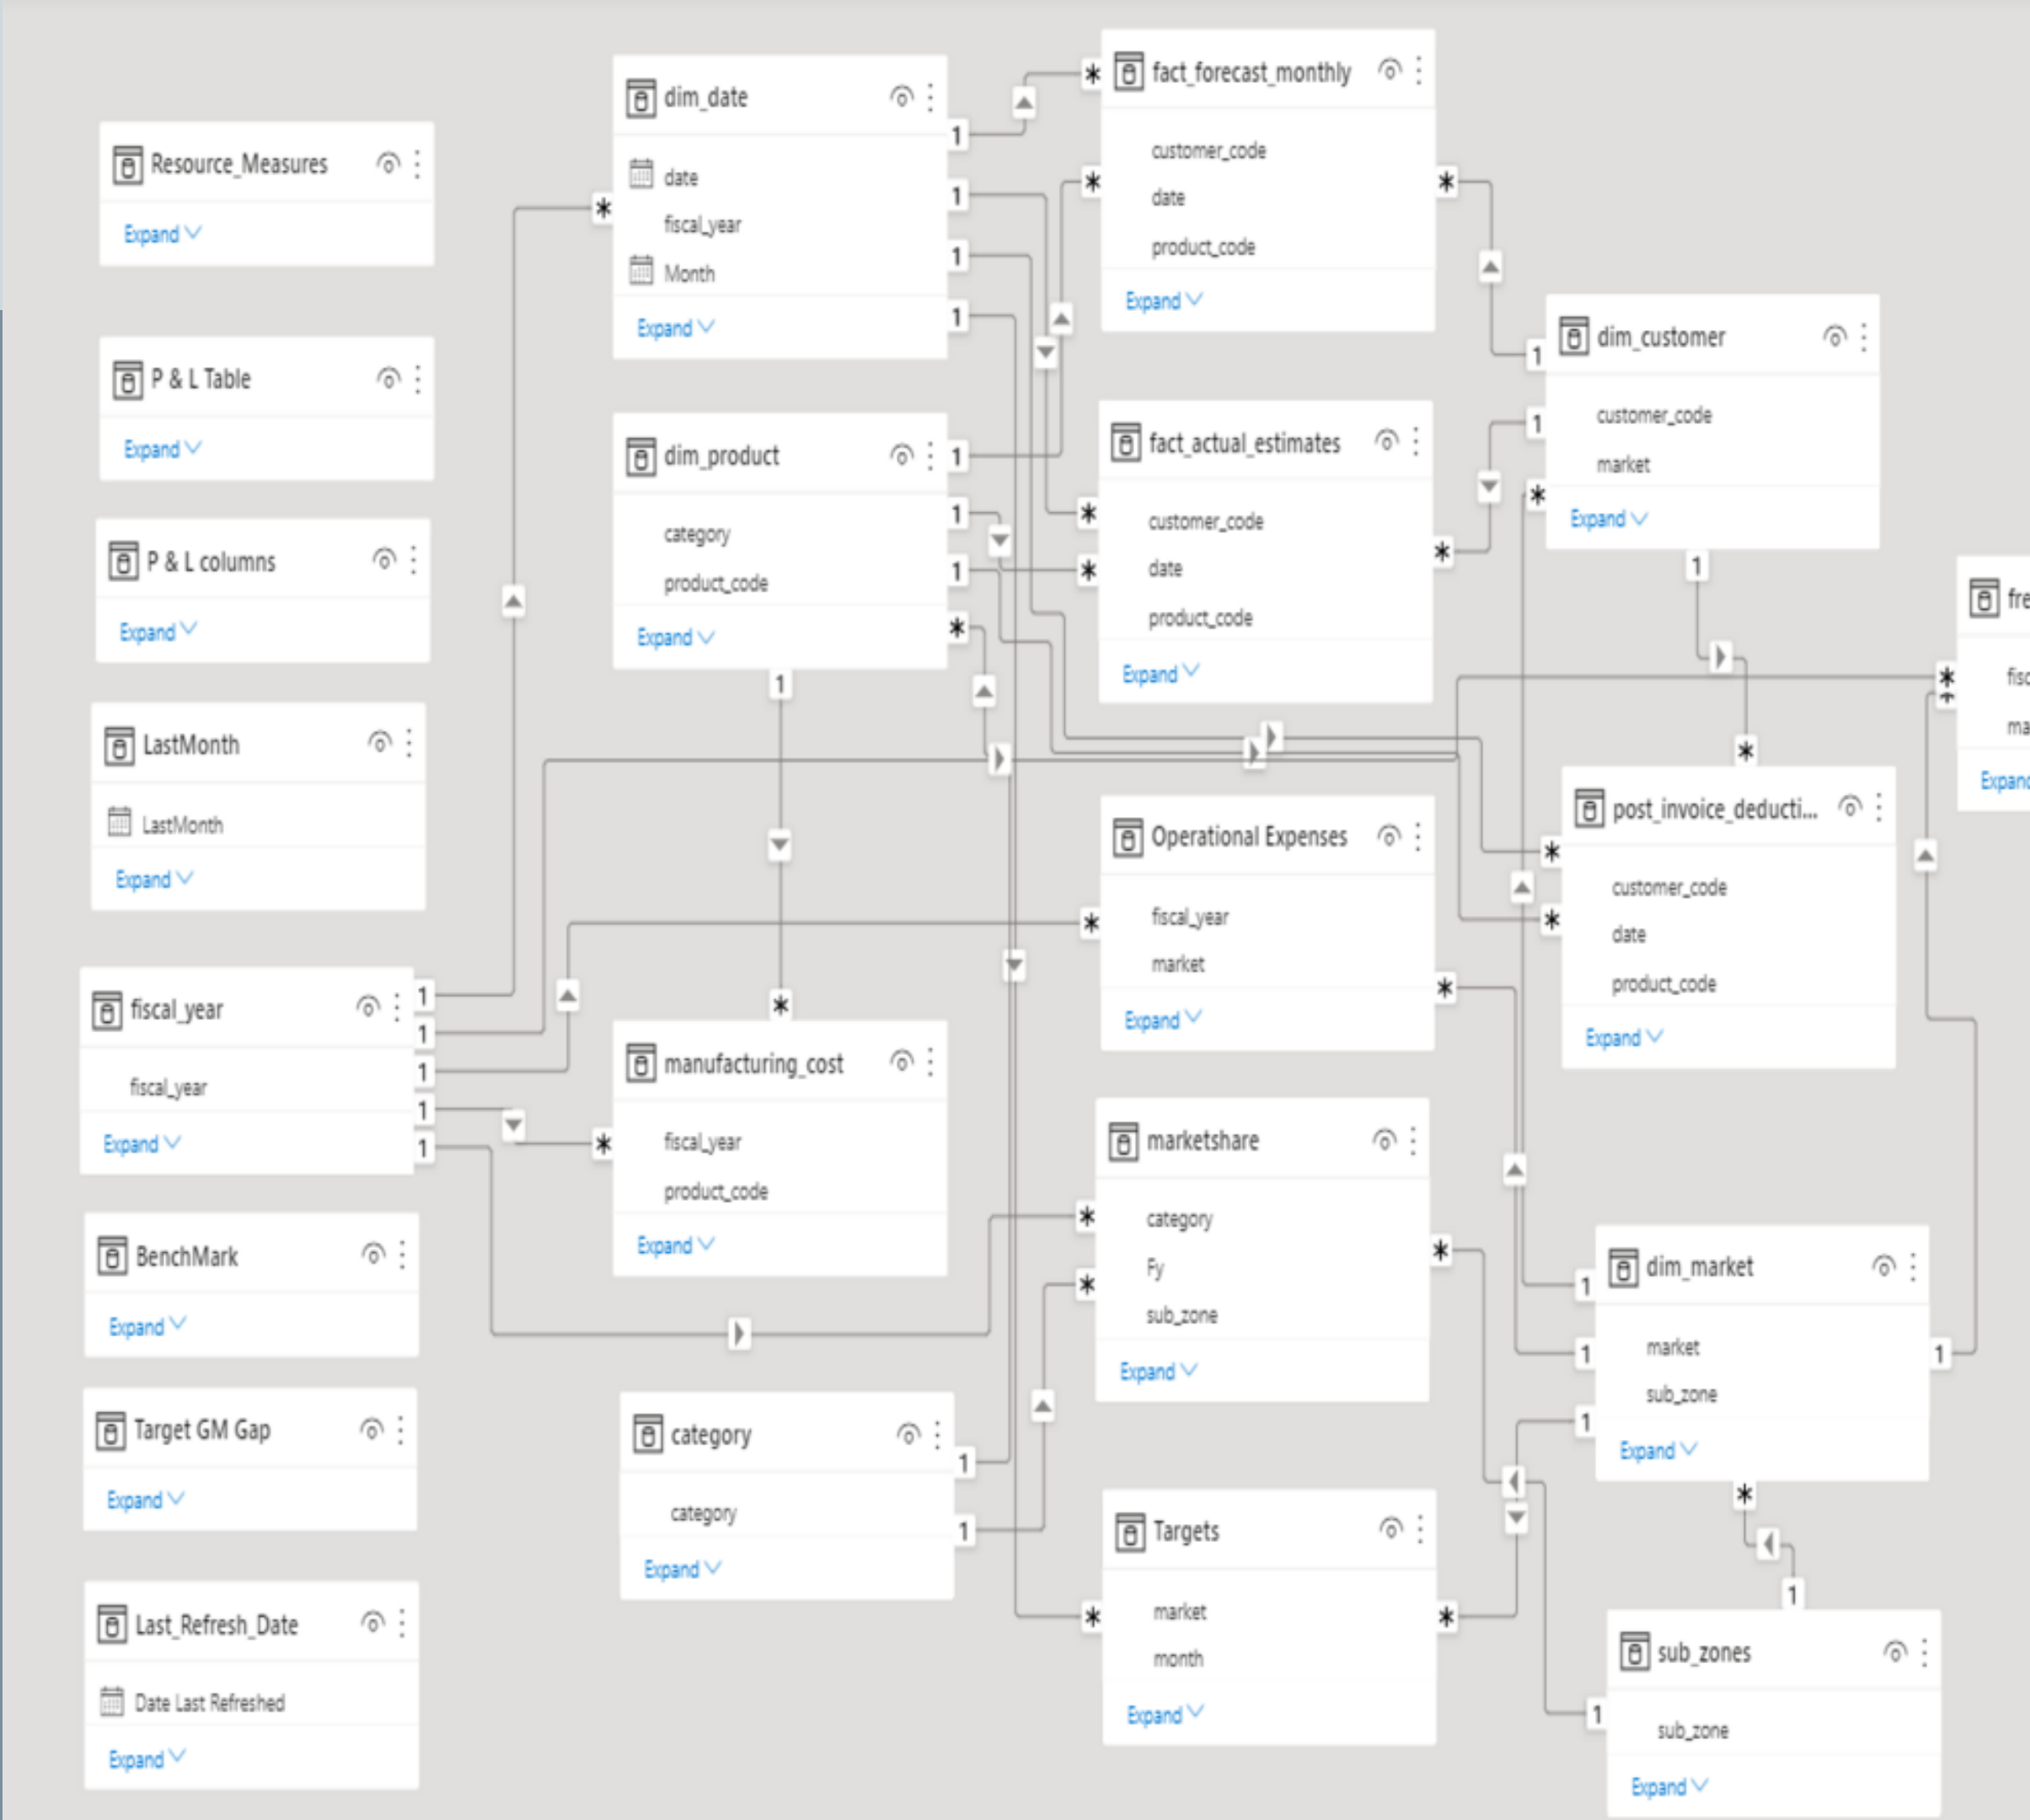 Resource_Measures
Expand
P & L Table
Expand
P & L columns
Expand
LastMonth
LastMonth
Expand
fiscal_year
fiscal_year
Expand
BenchMark
Expand
Target GM Gap
Expand
Last_Refresh_Date
Date Last Refreshed
Expand
dim_date
date
fiscal_year
Month
Expand
dim_product
category
product_code
Expand
manufacturing_cost
fiscal_year
product_code
Expand
category
category
Expand
fact_forecast_monthly
customer_code
date
product_code
Expand
fact_actual_estimates
customer_code
date
product_code
Expand
Operational Expenses
fiscal_year
market
Expand
marketshare
category
Fy
sub_zone
Expand
Targets
market
month
Expand
dim_customer
customer_code
market
Expand
post_invoice_deducti...
customer_code
date
product_code
Expand
dim_market
market
sub_zone
Expand
sub_zones
sub_zone
Expand
fre
fisc
ma
Expand